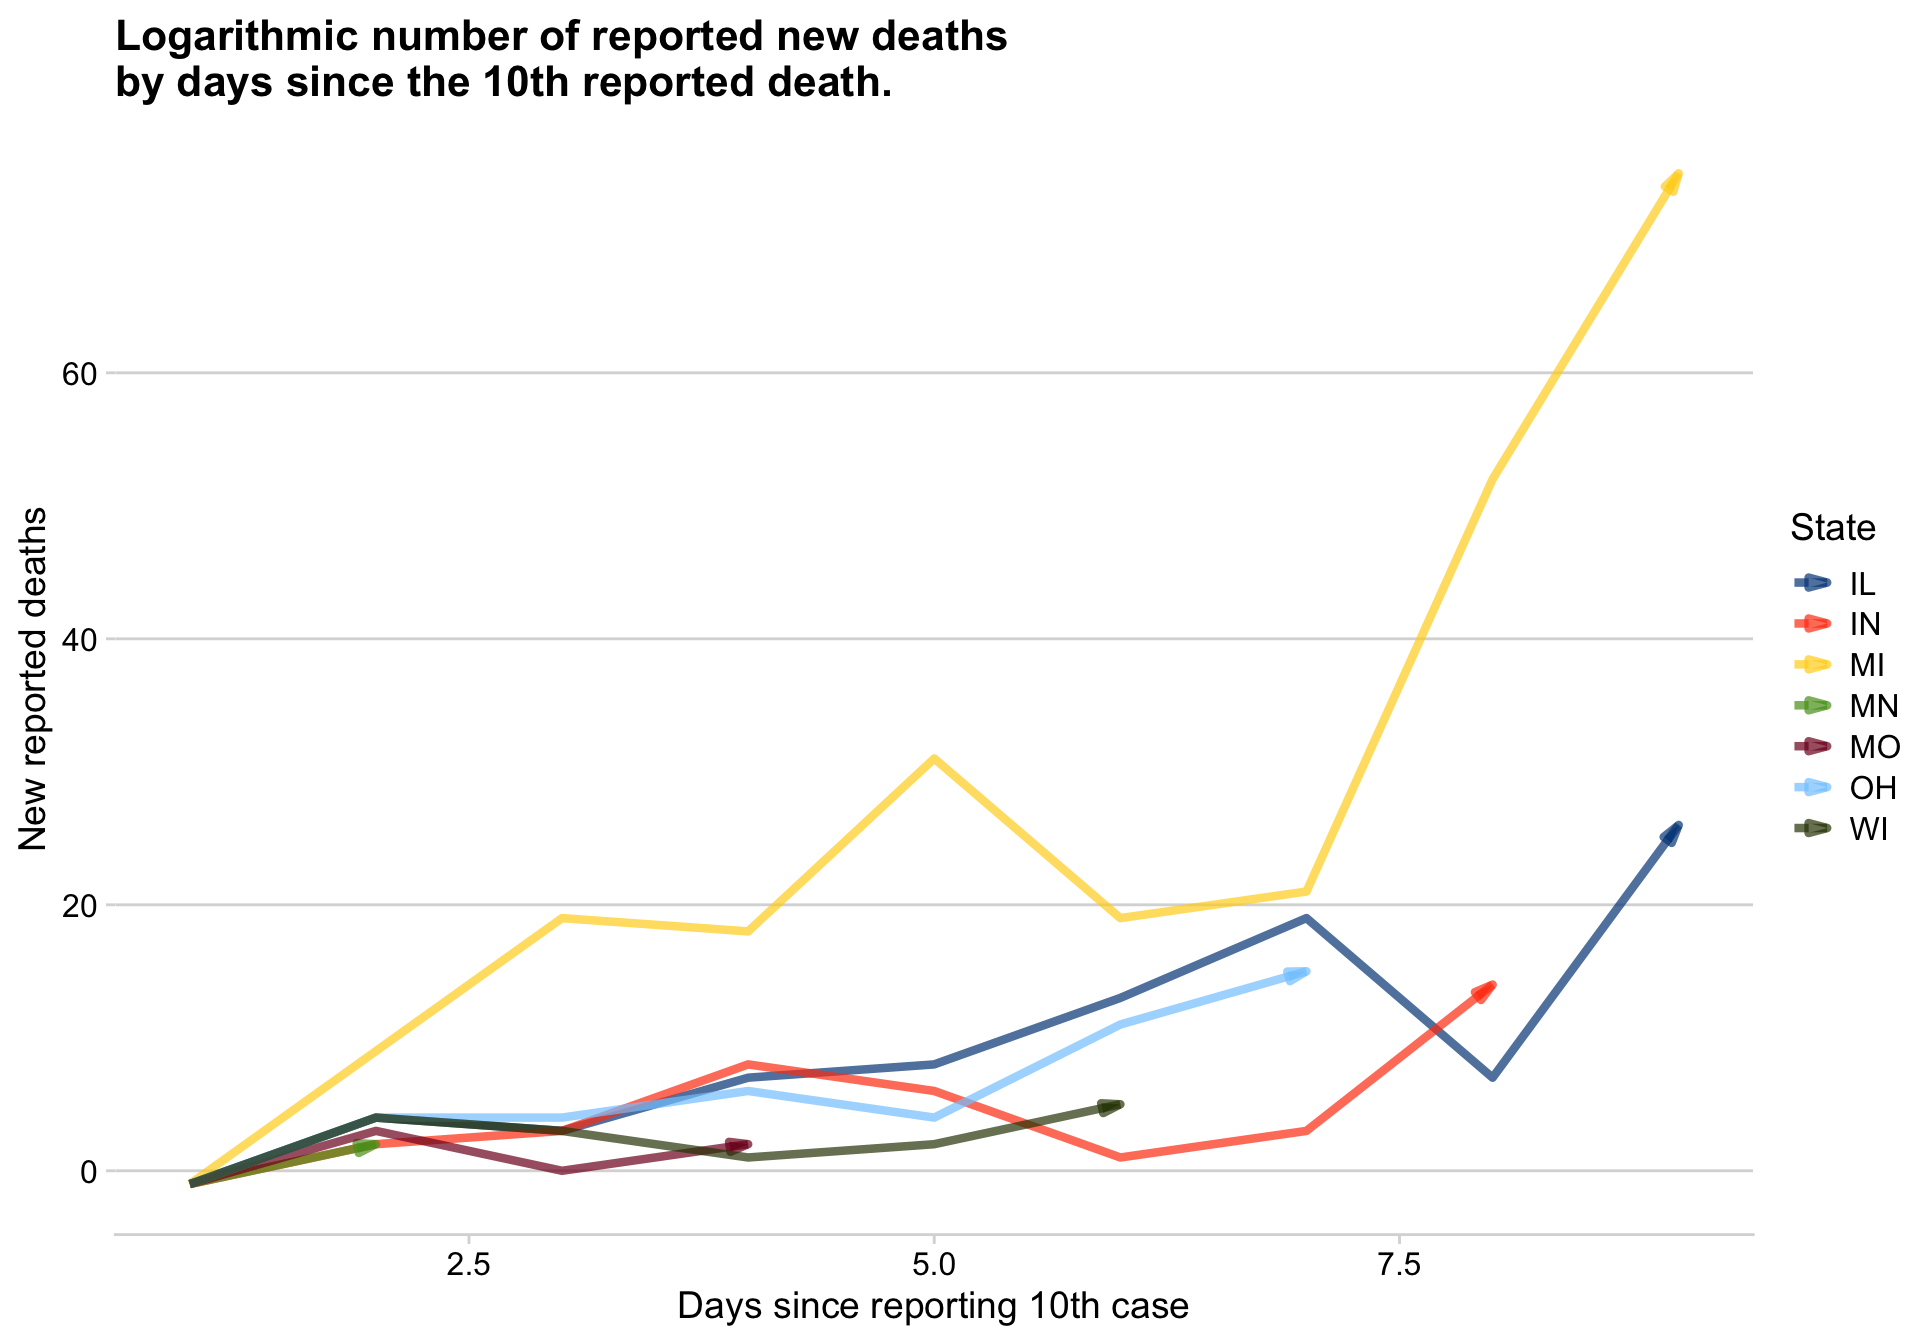 Logarithmic number of reported new deaths
by days since the 10th reported death.
New reported deaths
60
40
20
0
2.5
5.0
7.5
Days since reporting 10th case
State
IL
IN
MI
MN
MO
OH
WI